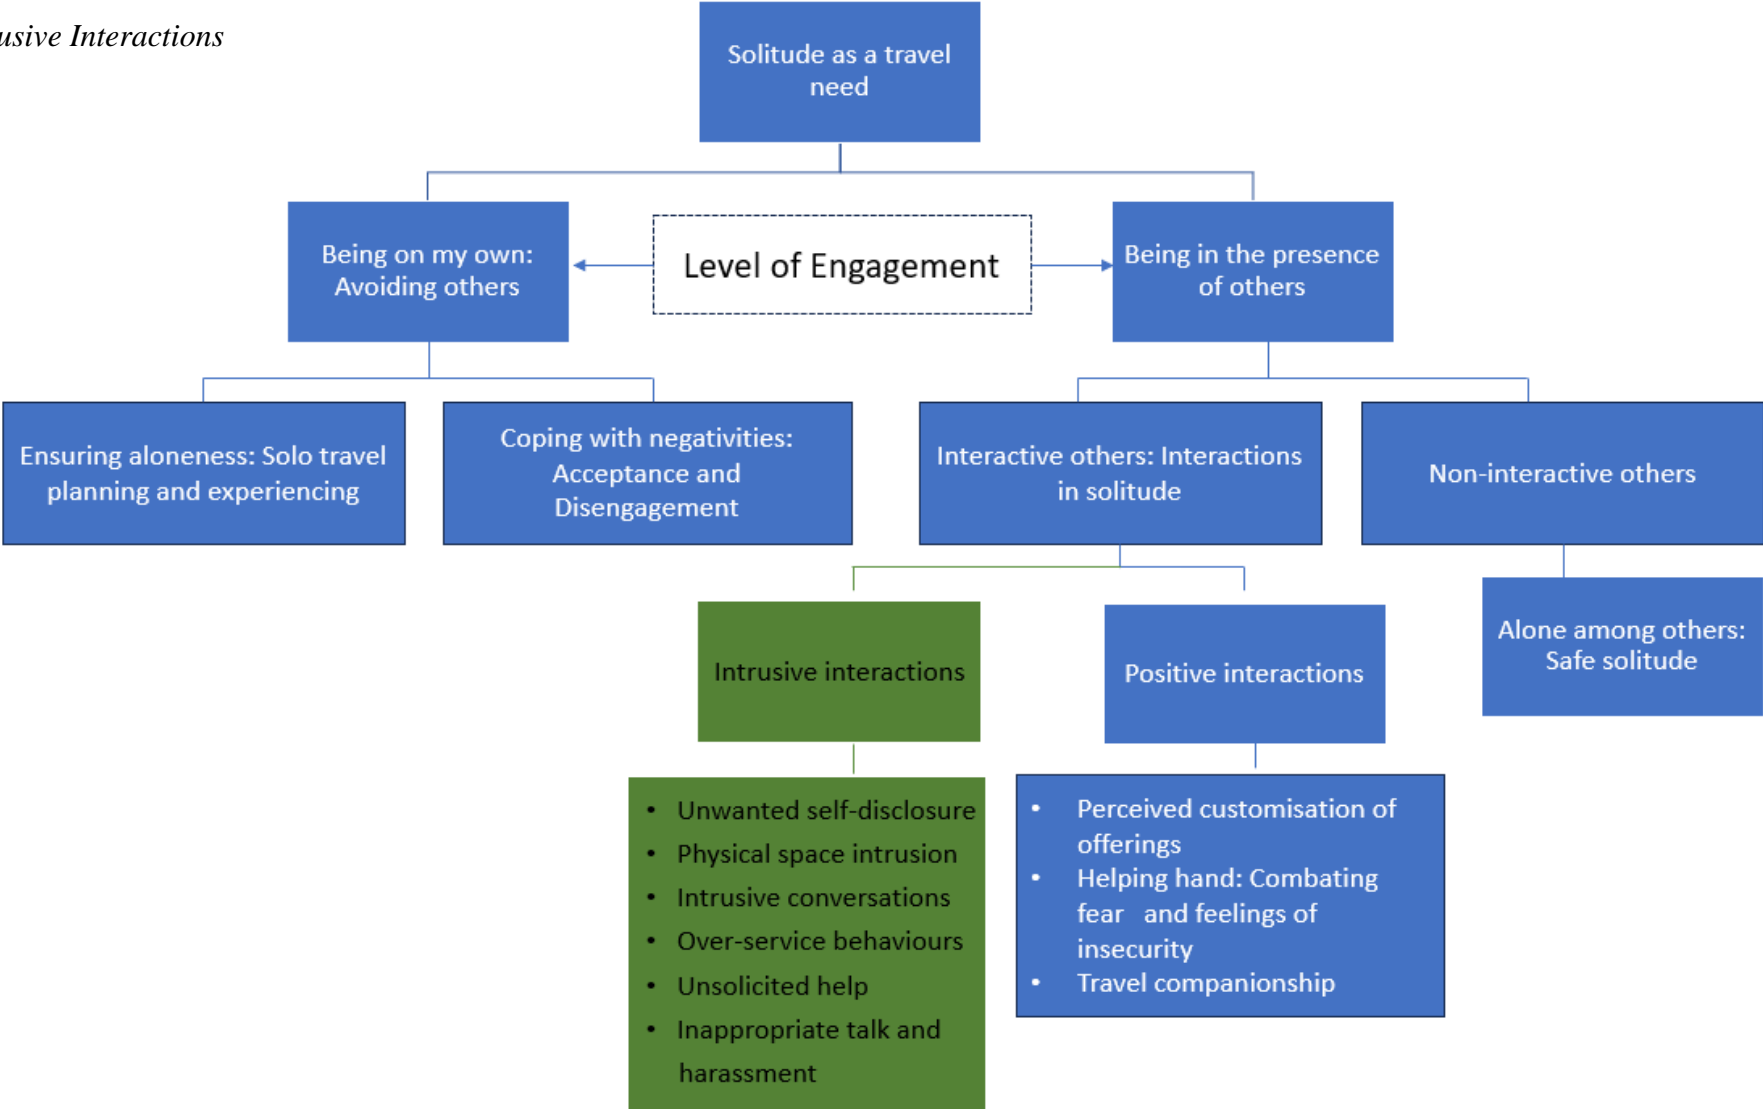 Interactions
Solitude as a travel
need
Being on my own:
Avoiding others
Level of Engagement
Being in the presence
of others
Ensuring aloneness: Solo travel
planning and experiencing
Coping with negativities:
Acceptance and
Disengagement
Interactive others: Interactions
in solitude
Non-interactive others
Alone among others:
Safe solitude
Intrusive interactions
Positive interactions
• Unwanted self-disclosure
• Physical space intrusion
• Intrusive conversations
• Over-service behaviours
• Unsolicited help
• Inappropriate talk and
harassment
• Perceived customisation of
offerings
• Helping hand: Combating
fear and feelings of
insecurity
• Travel companionship